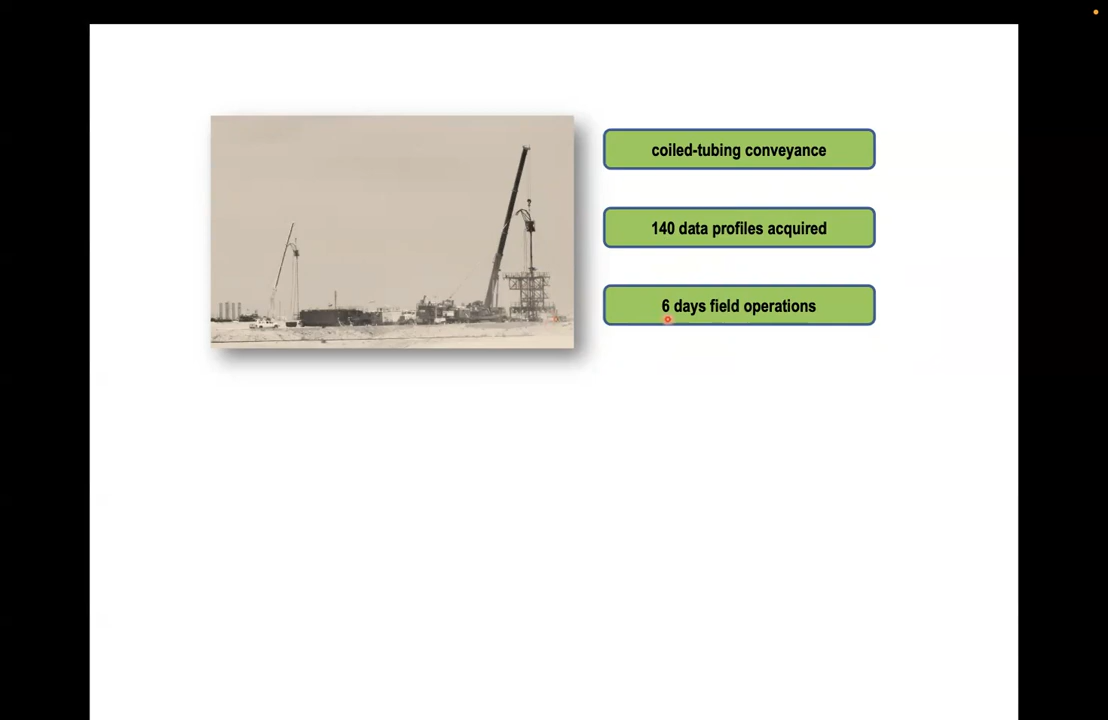 coiled-tubing conveyance
140 data profiles acquired
6 days field operations